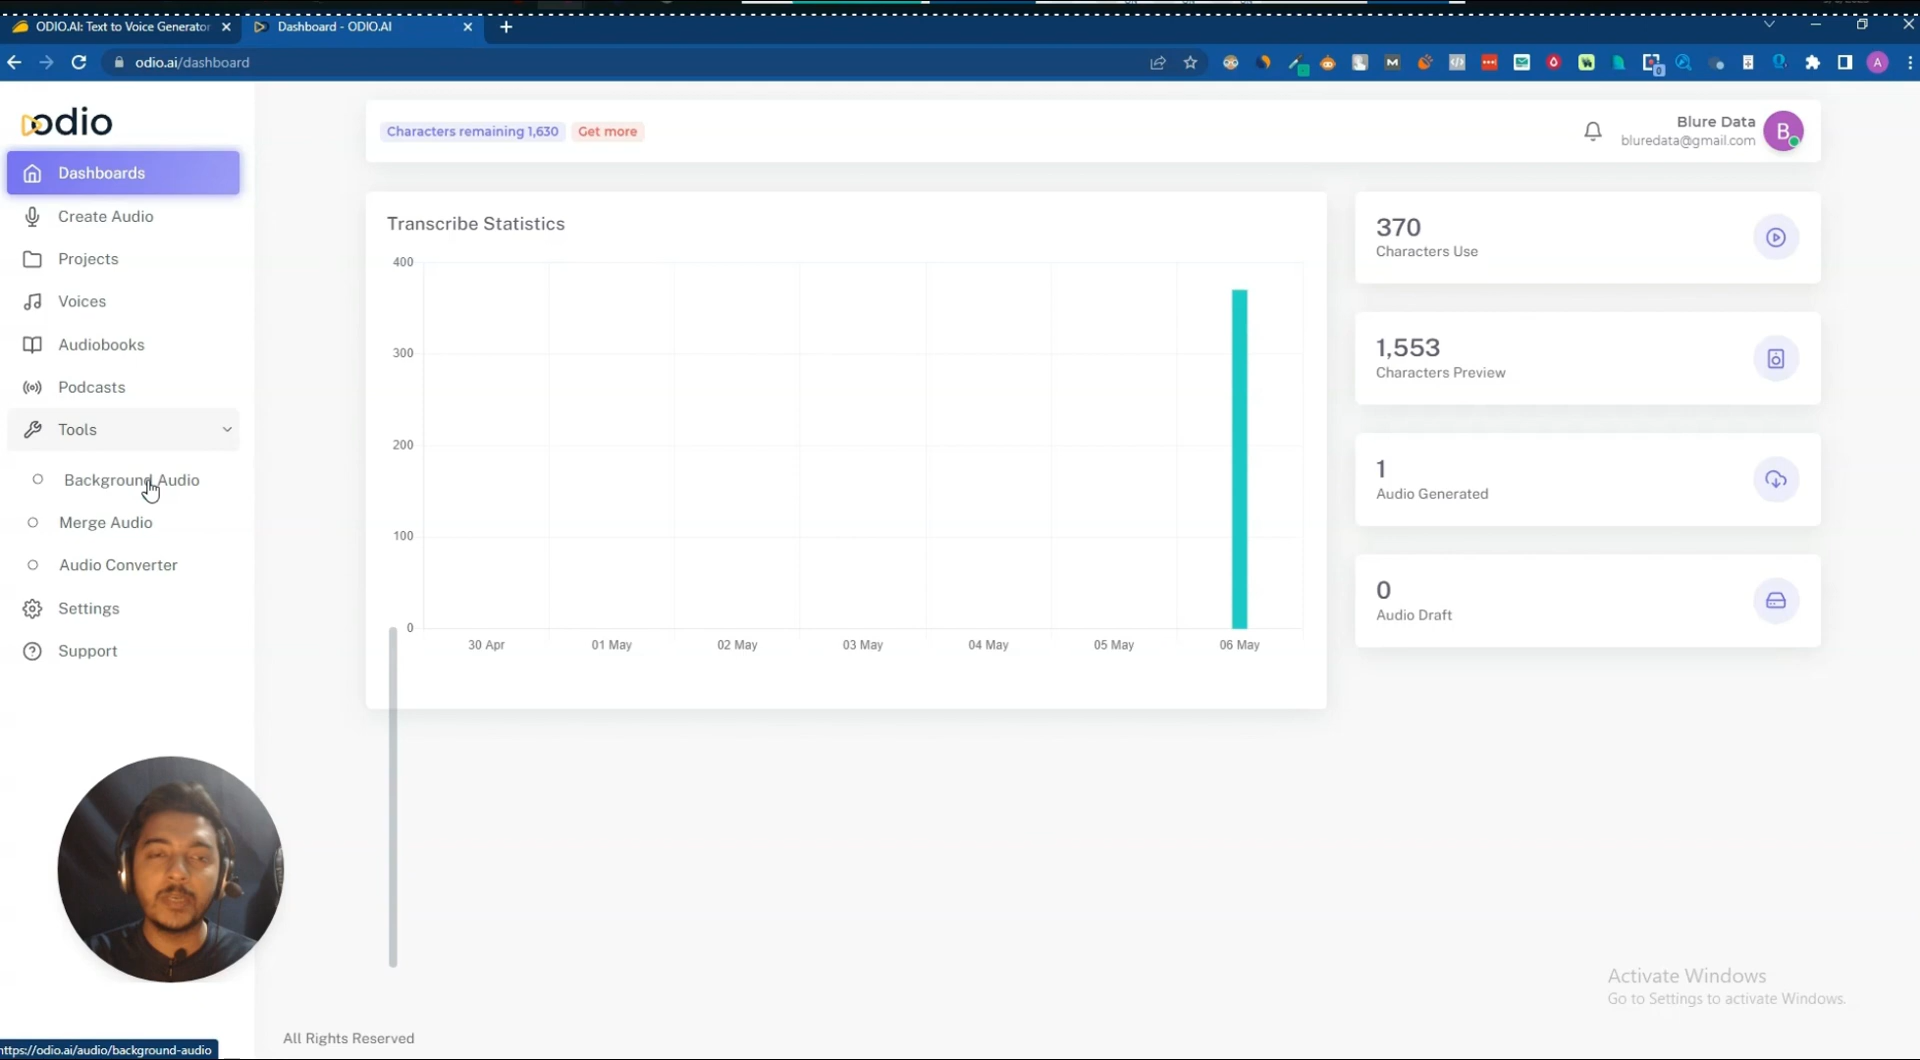 ODIO.AI: Text to Voice Generator
Dashboard - ODIO.AI
odio.ai/dashboard
odio
Characters remaining 1,630
Get more
Blure Data
bluredata@gmail.com
B
Dashboards
Create Audio
Projects
Voices
Audiobooks
Podcasts
Tools
Background Audio
Merge Audio
Audio Converter
Settings
Support
Transcribe Statistics
400
300
200
100
0
30 Apr
01 May
02 May
03 May
04 May
05 May
06 May
370
Characters Use
1,553
Characters Preview
1
Audio Generated
0
Audio Draft
Activate Windows
Go to Settings to activate Windows.
All Rights Reserved
https://odio.ai/audio/background-audio